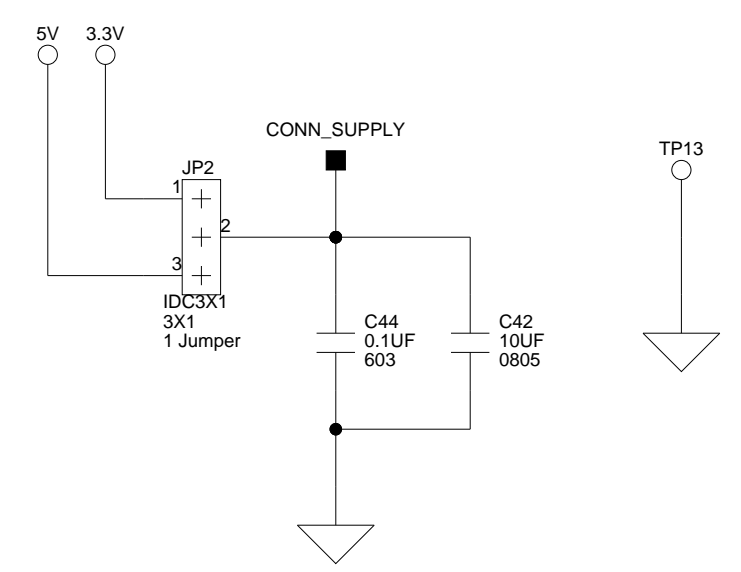 5V
3.3V
CONN_SUPPLY
JP2
TP13
1
2
3
IDC3X1
3X1
1 Jumper
C44
0.1UF
603
C42
10UF
0805